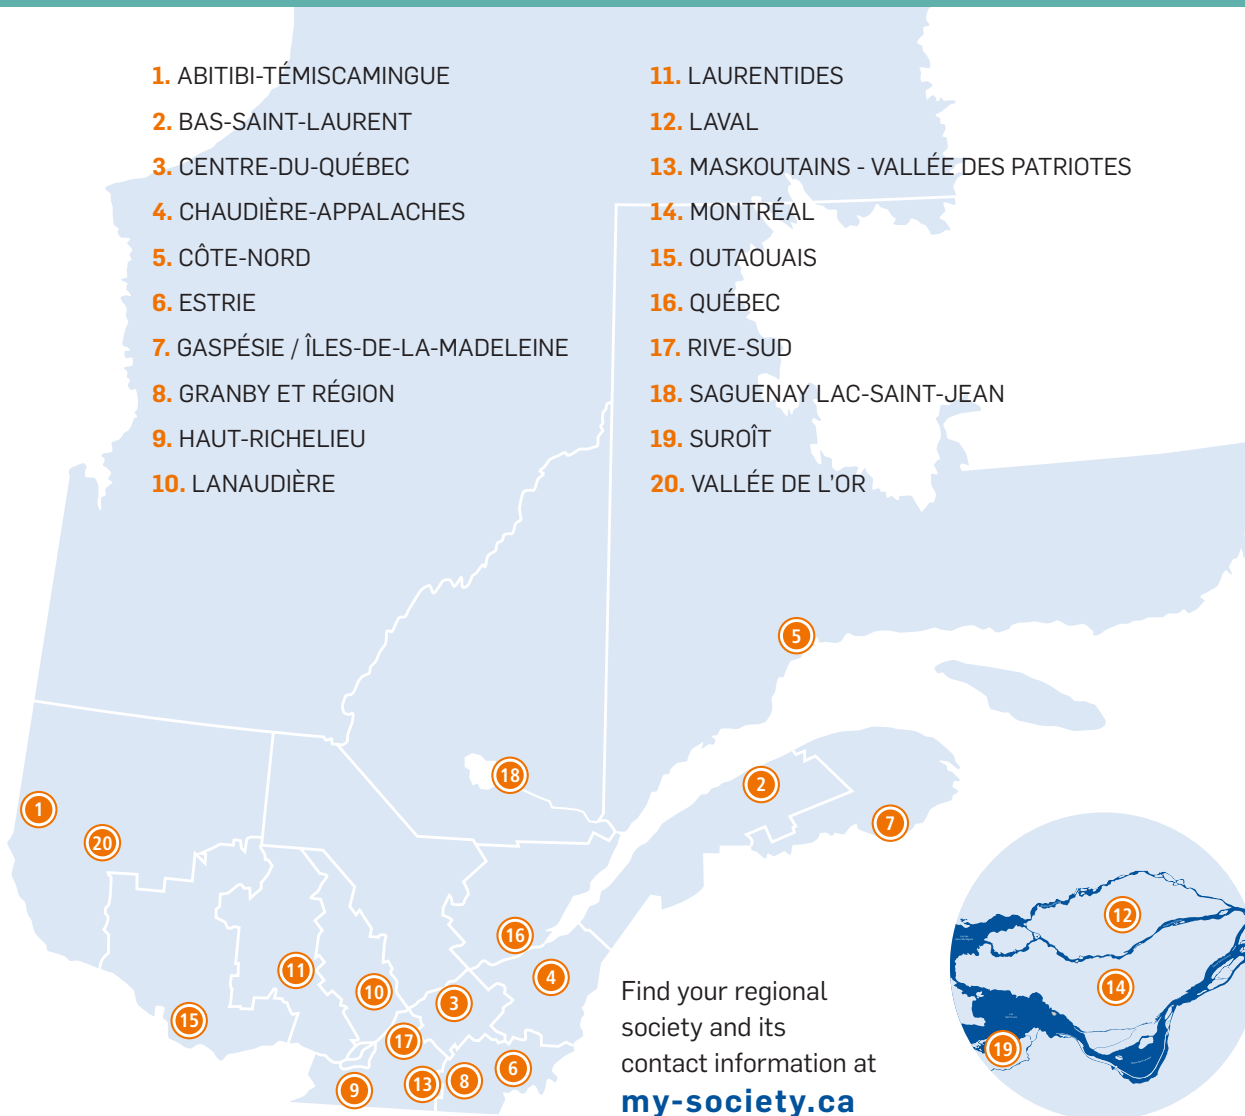 1. ABITIBI-TÉMISCAMINGUE
2. BAS-SAINT-LAURENT
3. CENTRE-DU-QUÉBEC
4. CHAUDIÈRE-APPALACHES
5. CÔTE-NORD
6. ESTRIE
7. GASPÉSIE / ÎLES-DE-LA-MADELEINE
8. GRANBY ET RÉGION
9. HAUT-RICHELIEU
10. LANAUDIÈRE
11. LAURENTIDES
12. LAVAL
13. MASKOUTAINS - VALLÉE DES PATRIOTES
14. MONTRÉAL
15. OUTAOUAIS
16. QUÉBEC
17. RIVE-SUD
18. SAGUENAY LAC-SAINT-JEAN
19. SUROÎT
20. VALLÉE DE L'OR
5
18
2
1
7
20
12
16
11
4
14
10
3
15
17
19
6
8
13
9
Find your regional
society and its
contact information at
my-society.ca